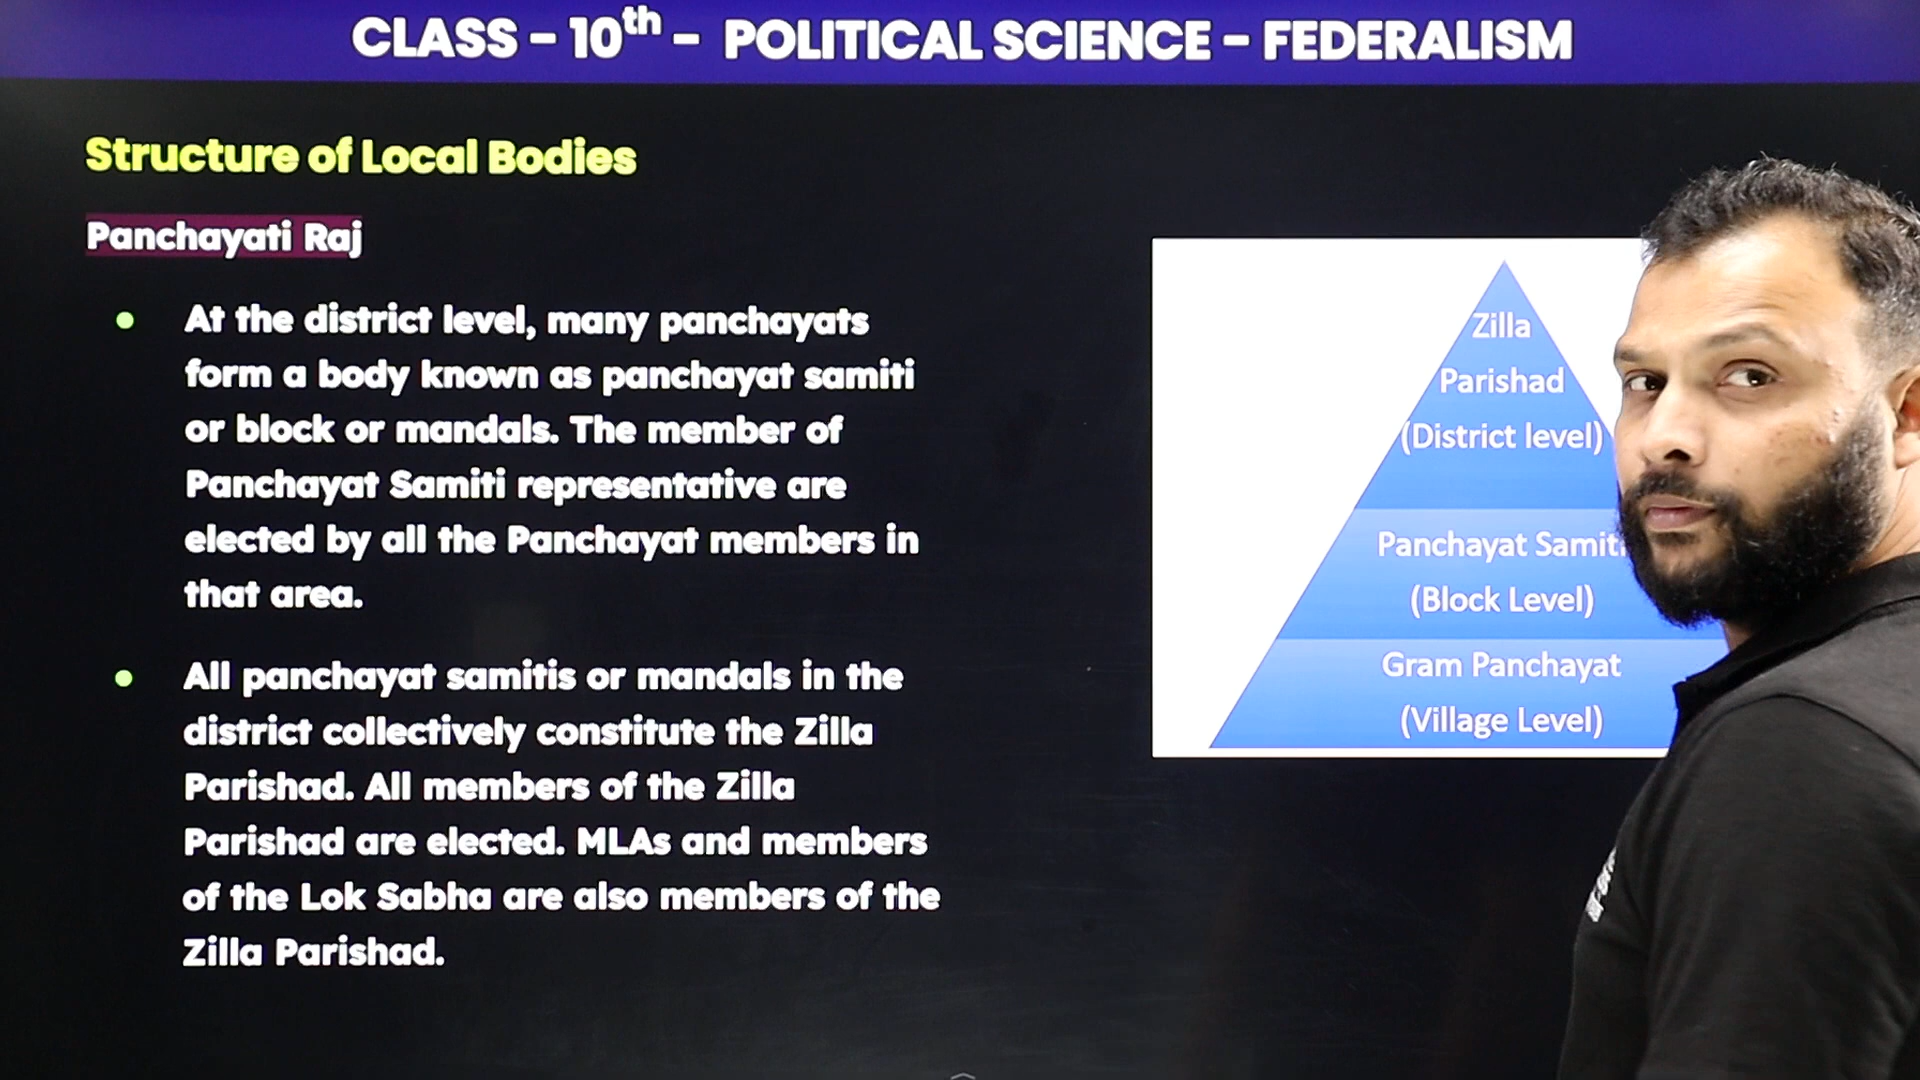 CLASS – 10th – POLITICAL SCIENCE – FEDERALISM
Structure of Local Bodies
Panchayati Raj
At the district level, many panchayats
form a body known as panchayat samiti
or block or mandals. The member of
Panchayat Samiti representative are
elected by all the Panchayat members in
that area.
All panchayat samitis or mandals in the
district collectively constitute the Zilla
Parishad. All members of the Zilla
Parishad are elected. MLAs and members
of the Lok Sabha are also members of the
Zilla Parishad.
Zilla
Parishad
(District level)
Panchayat Samiti
(Block Level)
Gram Panchayat
(Village Level)